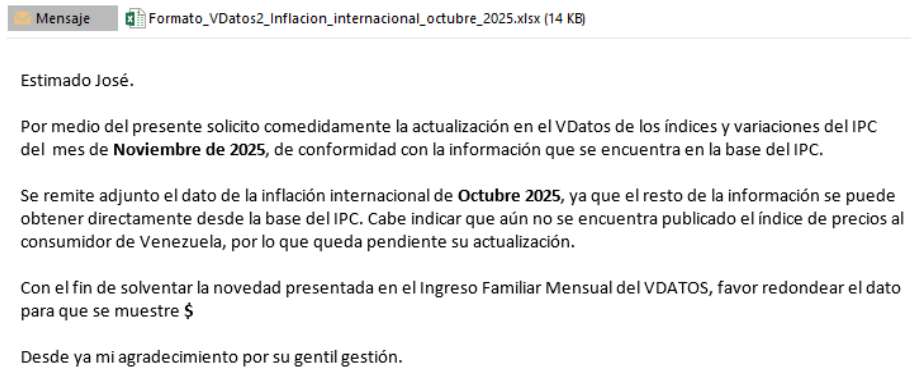 Mensaje Formato_VDatos2_Inflacion_internacional_octubre_2025.xlsx (14 KB)
Estimado José.
Por medio del presente solicito comedidamente la actualización en el VDatos de los índices y variaciones del IPC
del mes de Noviembre de 2025, de conformidad con la información que se encuentra en la base del IPC.
Se remite adjunto el dato de la inflación internacional de Octubre 2025, ya que el resto de la información se puede
obtener directamente desde la base del IPC. Cabe indicar que aún no se encuentra publicado el índice de precios al
consumidor de Venezuela, por lo que queda pendiente su actualización.
Con el fin de solventar la novedad presentada en el Ingreso Familiar Mensual del VDATOS, favor redondear el dato
para que se muestre $
Desde ya mi agradecimiento por su gentil gestión.